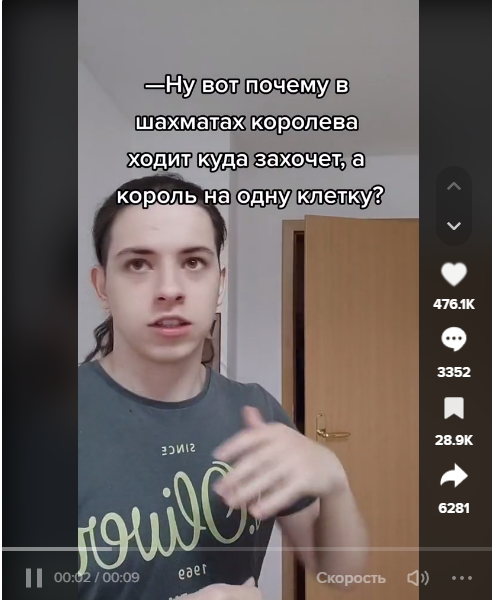 —Ну вот почему в
шахматах королева
ходит куда захочет, а
король на одну клетку?
476.1K
3352
28.9K
6281
SINCE
S.Oliver
1969
00:02 / 00:09
Скорость